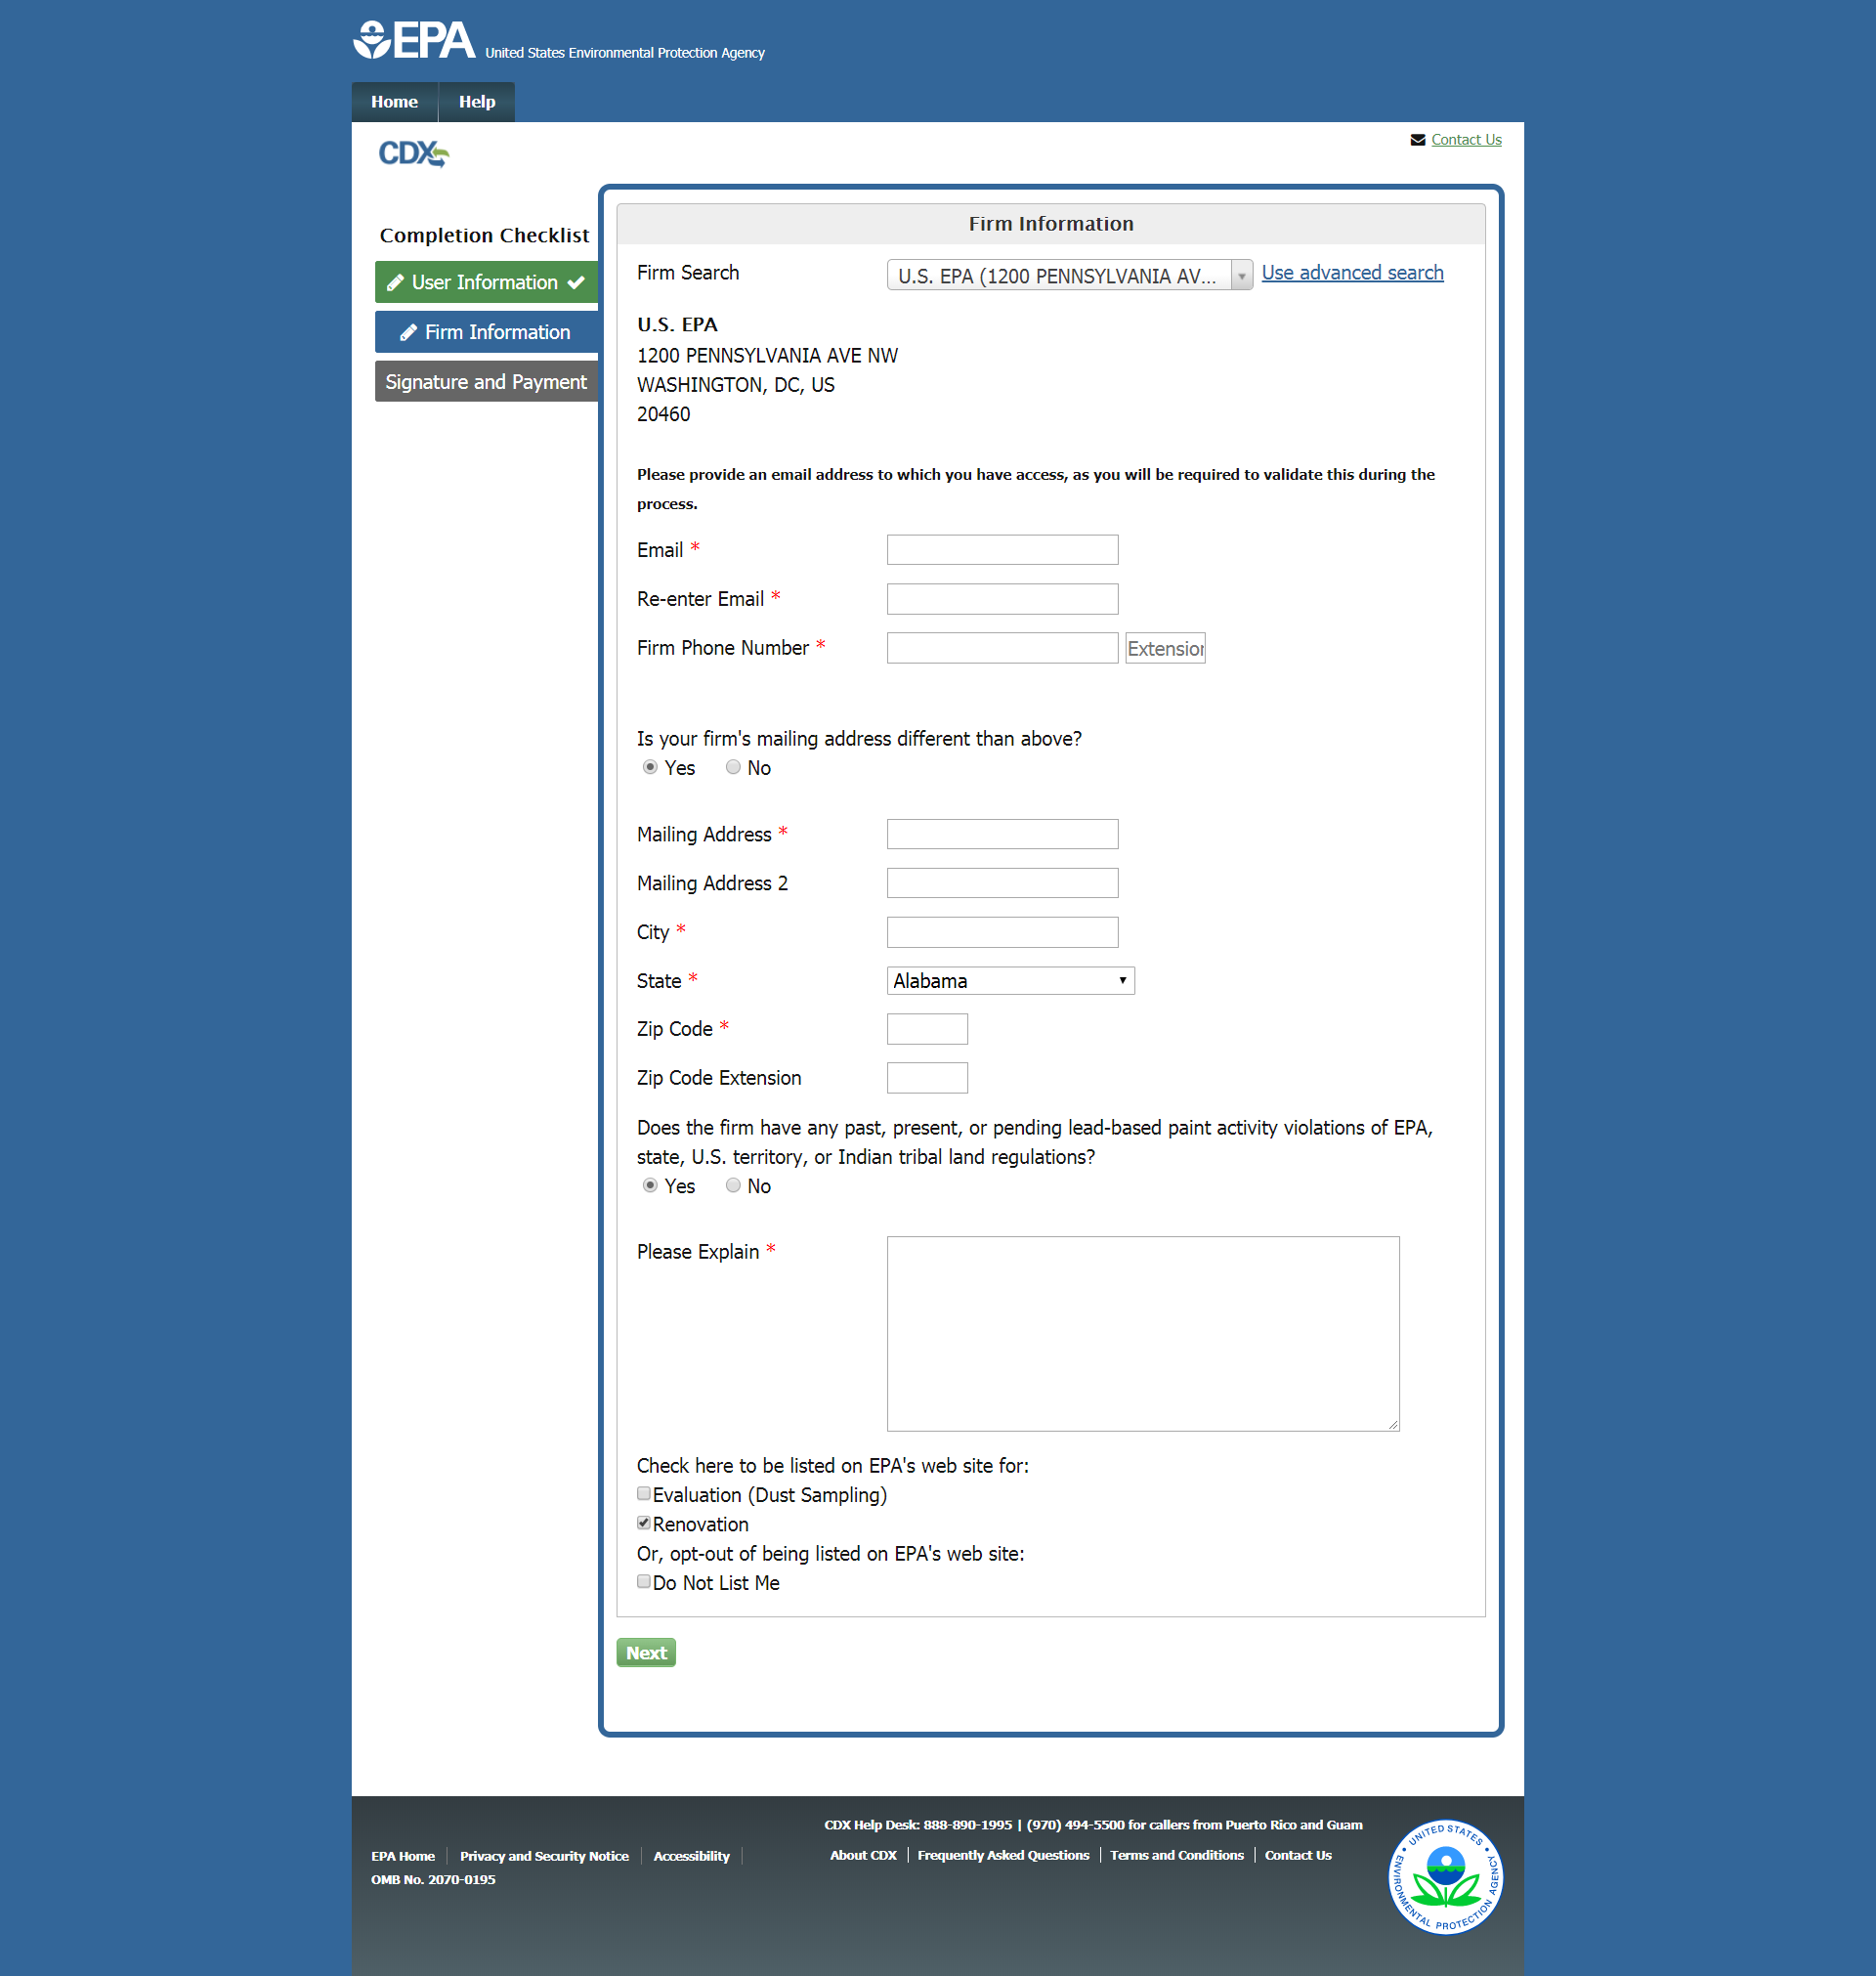 EPA United States Environmental Protection Agency
Home Help
CDX
Contact Us
Completion Checklist
User Information
Firm Information
Signature and Payment
Firm Information
Firm Search U.S. EPA (1200 PENNSYLVANIA AV... Use advanced search
U.S. EPA
1200 PENNSYLVANIA AVE NW
WASHINGTON, DC, US
20460
Please provide an email address to which you have access, as you will be required to validate this during the
process.
Email *
Re-enter Email *
Firm Phone Number * Extension
Is your firm's mailing address different than above?
Yes No
Mailing Address *
Mailing Address 2
City *
State * Alabama
Zip Code *
Zip Code Extension
Does the firm have any past, present, or pending lead-based paint activity violations of EPA,
state, U.S. territory, or Indian tribal land regulations?
Yes No
Please Explain *
Check here to be listed on EPA's web site for:
Evaluation (Dust Sampling)
Renovation
Or, opt-out of being listed on EPA's web site:
Do Not List Me
Next
CDX Help Desk: 888-890-1995 | (970) 494-5500 for callers from Puerto Rico and Guam
EPA Home Privacy and Security Notice Accessibility
About CDX Frequently Asked Questions Terms and Conditions Contact Us
OMB No. 2070-0195
UNITED STATES ENVIRONMENTAL PROTECTION AGENCY